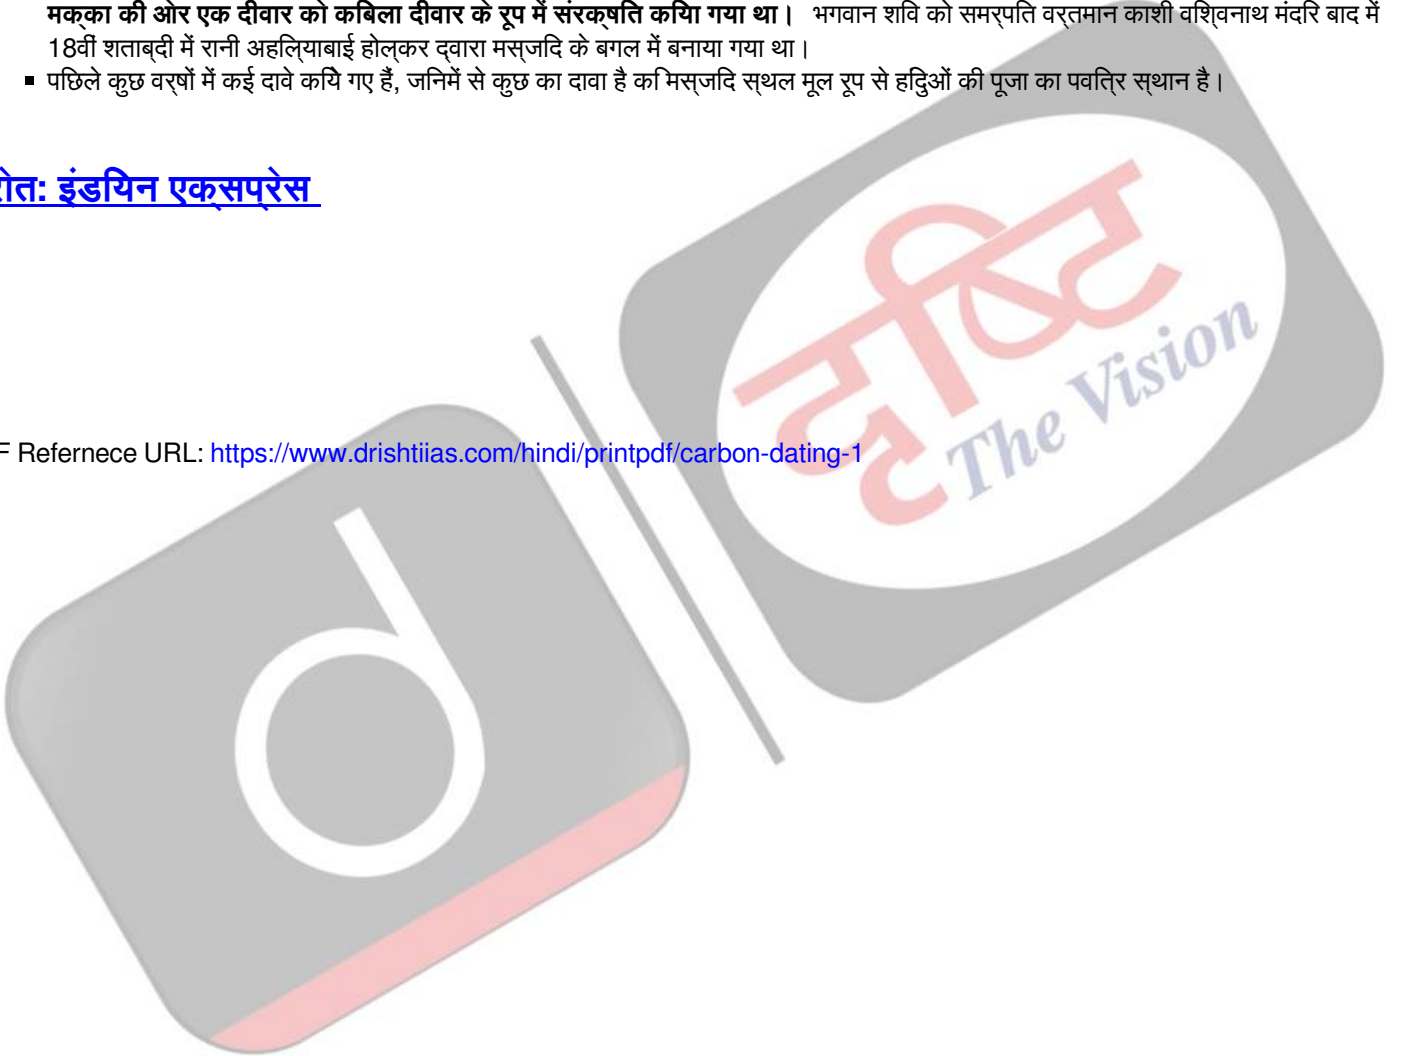 मक्का की ओर एक दीवार को क़िबला दीवार के रूप में संरक्षित किया गया था। भगवान शिव को समर्पित वर्तमान काशी विश्वनाथ मंदिर बाद में
18वीं शताब्दी में रानी अहिल्याबाई होल्कर द्वारा मस्जिद के बगल में बनाया गया था।
▪ पिछले कुछ वर्षों में कई दावे किये गए हैं, जिनमें से कुछ का दावा है कि मस्जिद स्थल मूल रूप से हिंदुओं की पूजा का पवित्र स्थान है।
रोत: इंडियन एक्सप्रेस
F Refernece URL: https://www.drishtiias.com/hindi/printpdf/carbon-dating-1
दृष्टि
The Vision
d